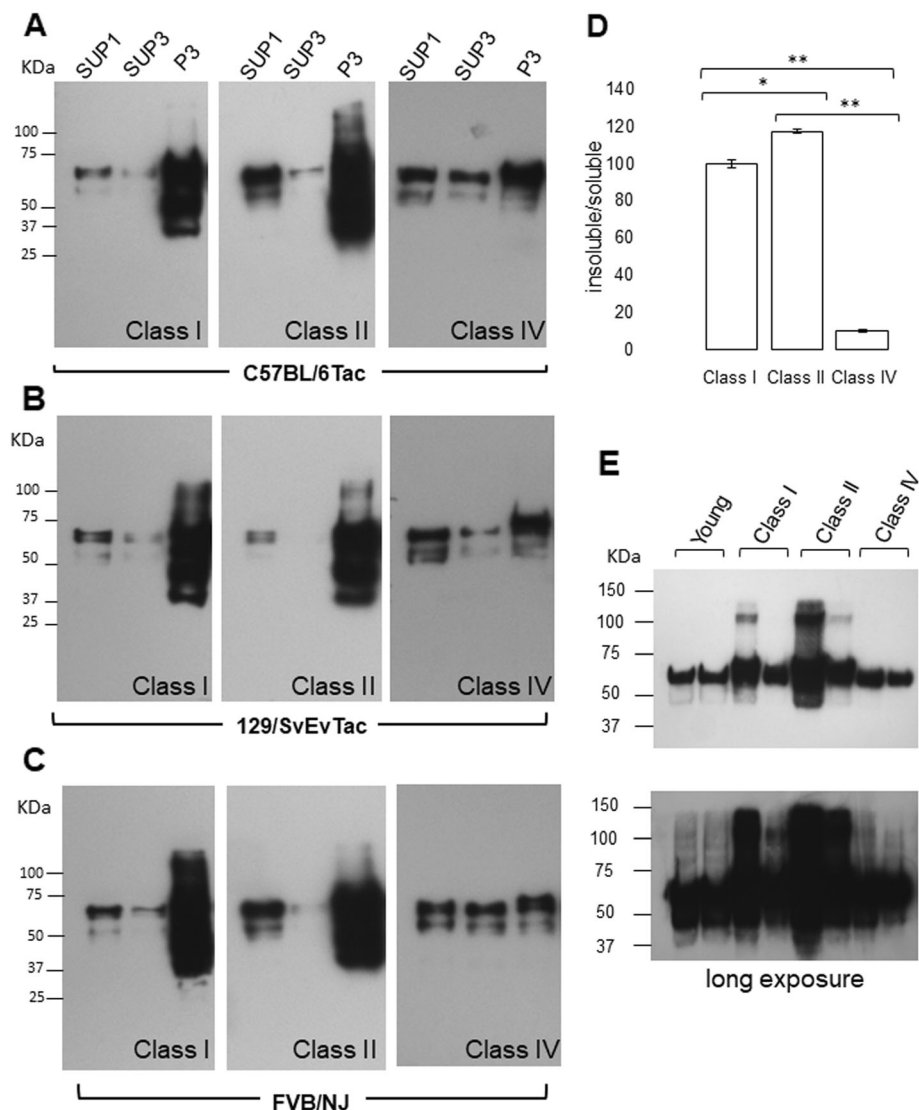 A
KDa
SUP1 SUP3 P3 SUP1 SUP3 P3 SUP1 SUP3 P3
100
75
50
37
25
Class I Class II Class IV
C57BL/6Tac
B
KDa
100
75
50
37
25
Class I Class II Class IV
129/SvEvTac
C
KDa
100
75
50
37
25
Class I Class II Class IV
FVB/NJ
D
**
*
**
insoluble/soluble
140
120
100
80
60
40
20
0
Class I Class II Class IV
E
Young Class I Class II Class IV
KDa
150
100
75
50
37
150
100
75
50
37
long exposure